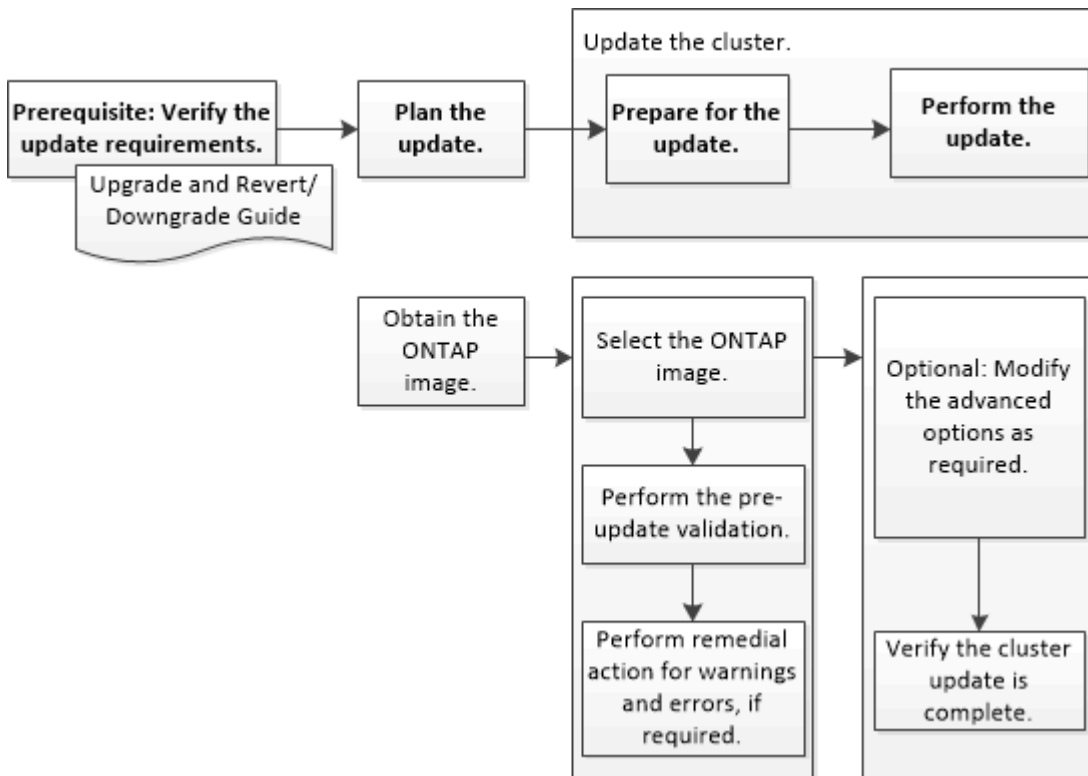 Update the cluster.
Prerequisite: Verify the
update requirements.
Upgrade and Revert/
Downgrade Guide
Plan the
update.
Prepare for the
update.
Perform the
update.
Obtain the
ONTAP
image.
Select the ONTAP
image.
Perform the pre-
update validation.
Perform remedial
action for warnings
and errors, if
required.
Optional: Modify
the advanced
options as
required.
Verify the cluster
update is
complete.